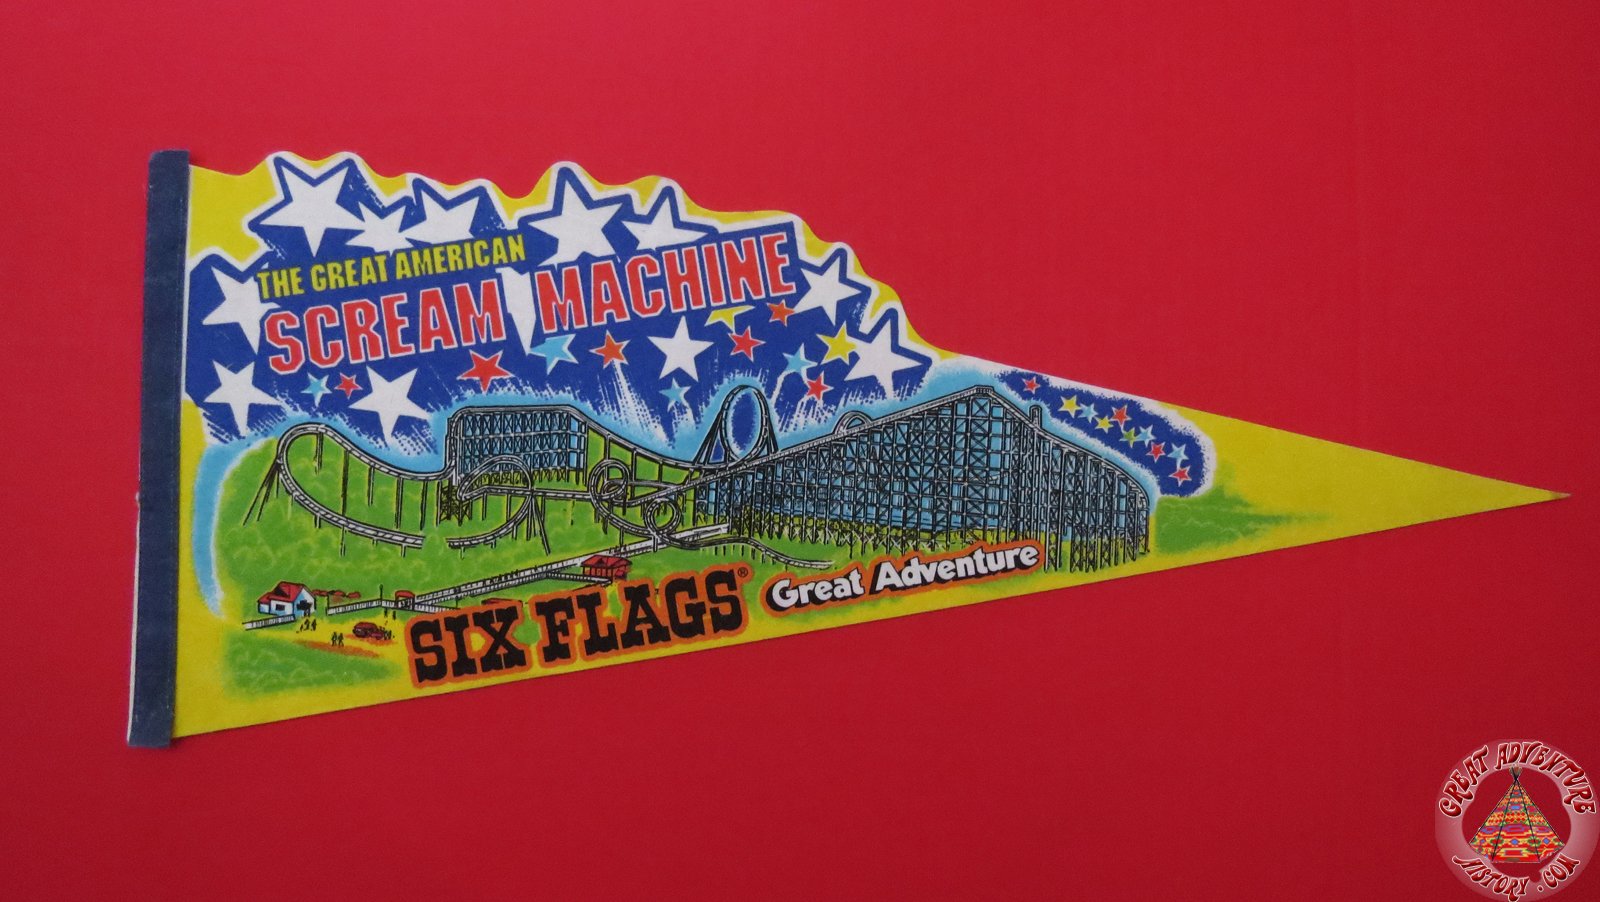 THE GREAT AMERICAN
SCREAM MACHINE
SIX FLAGS®
Great Adventure
GREAT ADVENTURE
HISTORY.COM